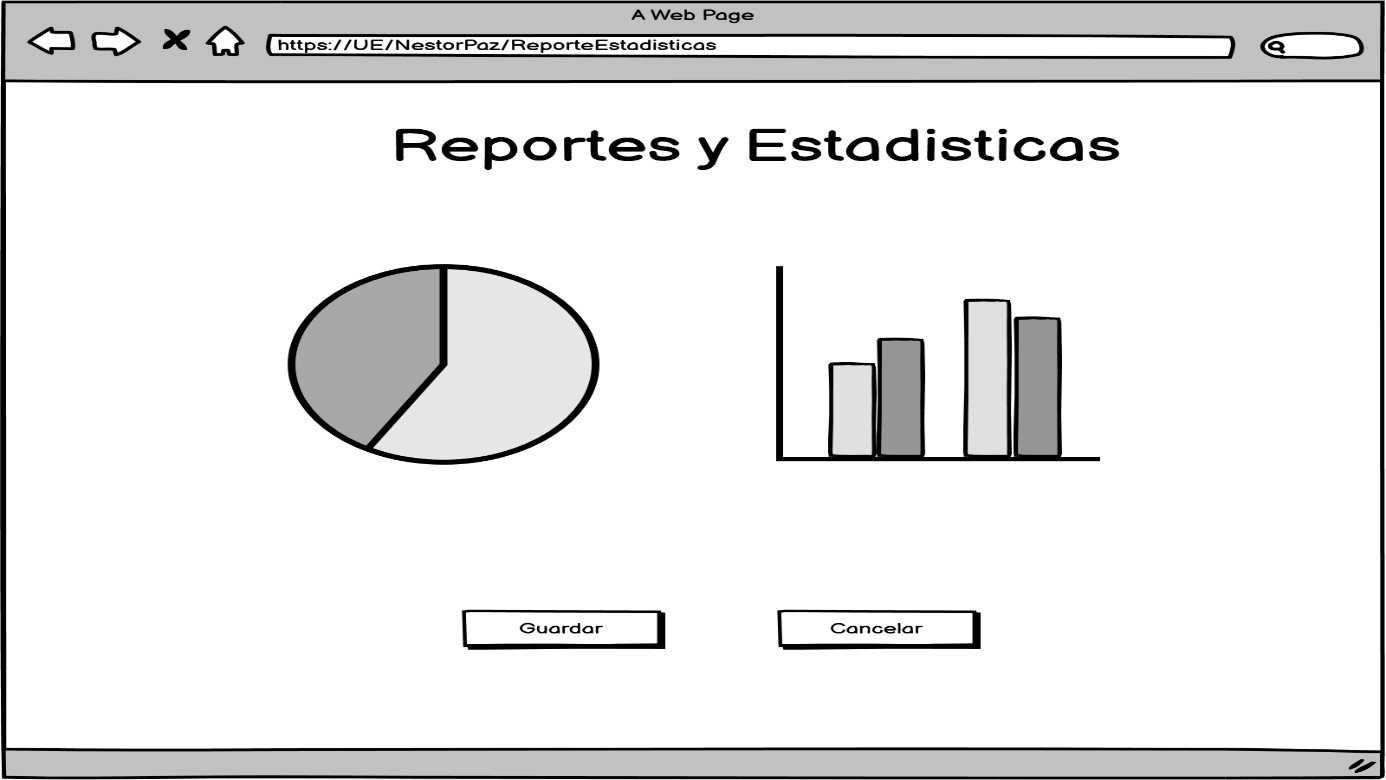 A Web Page
https://UE/NestorPaz/ReporteEstadisticas
Reportes y Estadisticas
Guardar
Cancelar